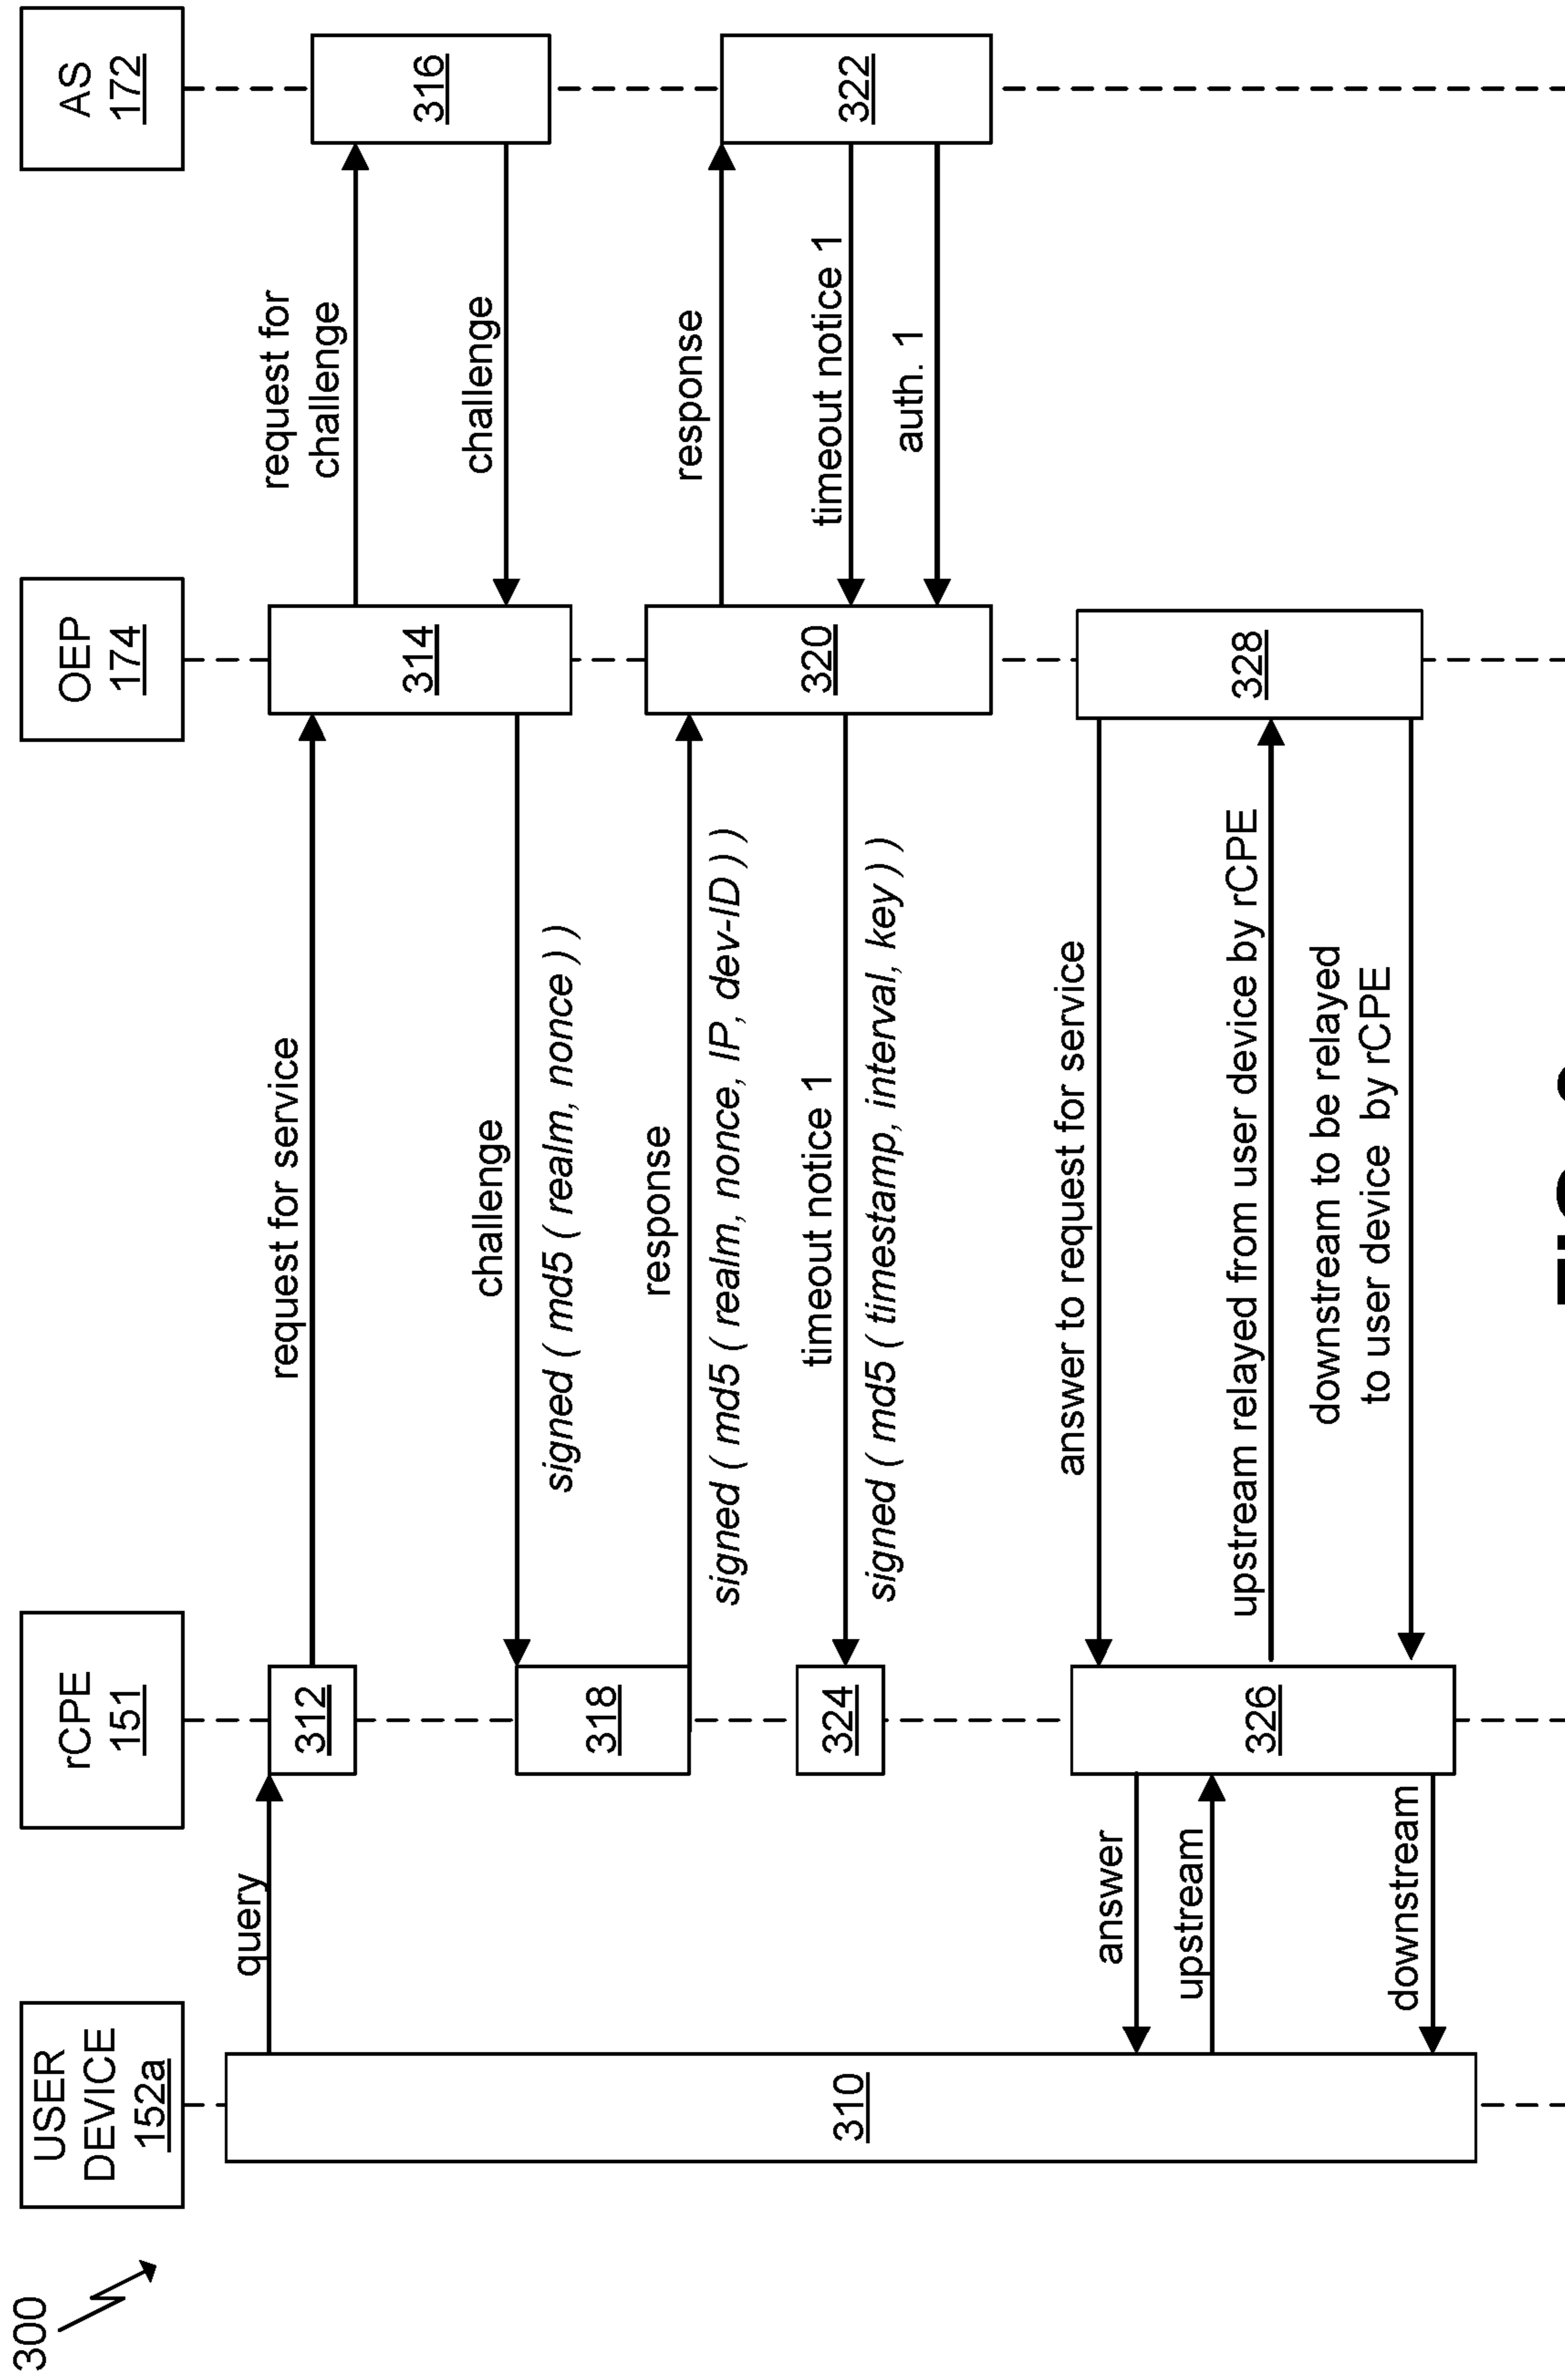 300
USER
DEVICE
152a
rCPE
151
OEP
174
AS
172
query
312
request for service
314
request for
challenge
316
challenge
challenge
signed ( md5 ( realm, nonce ) )
318
response
signed ( md5 ( realm, nonce, IP, dev-ID ) )
response
320
322
timeout notice 1
timeout notice 1
auth. 1
signed ( md5 ( timestamp, interval, key ) )
324
310
answer to request for service
answer
326
328
upstream
upstream relayed from user device by rCPE
downstream to be relayed
to user device by rCPE
downstream